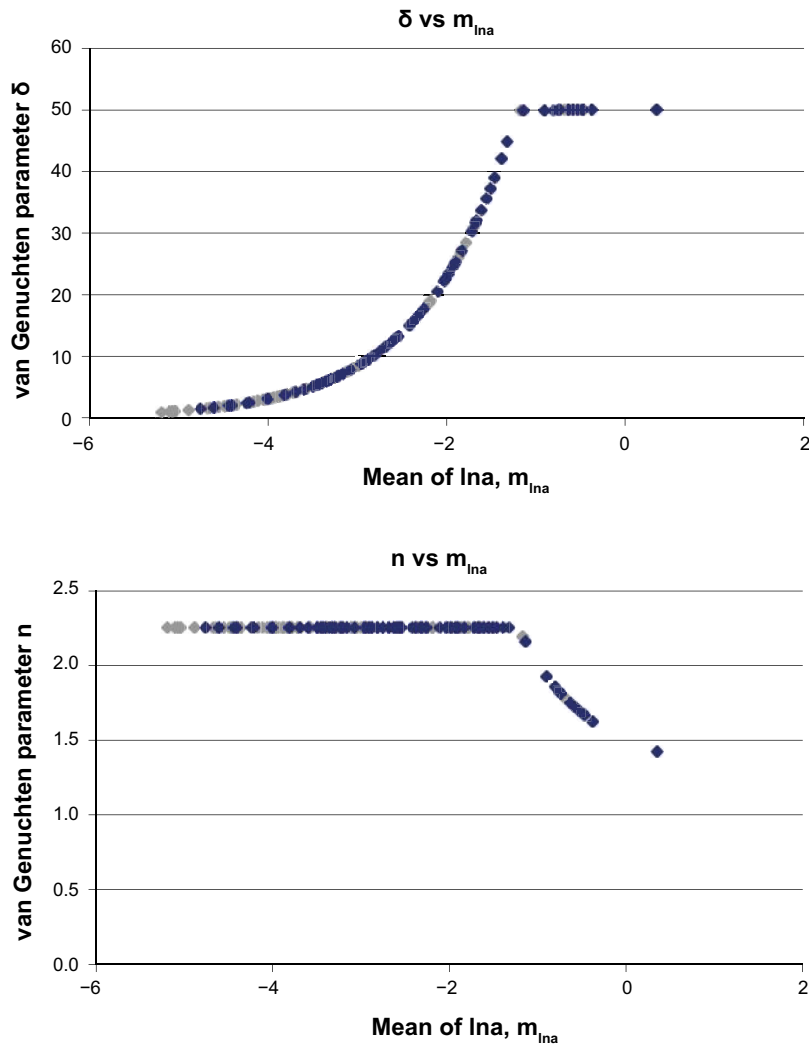 δ vs m_lna
van Genuchten parameter δ
60
50
40
30
20
10
0
−6 −4 −2 0 2
Mean of lna, m_lna
n vs m_lna
van Genuchten parameter n
2.5
2.0
1.5
1.0
0.5
0.0
−6 −4 −2 0 2
Mean of lna, m_lna